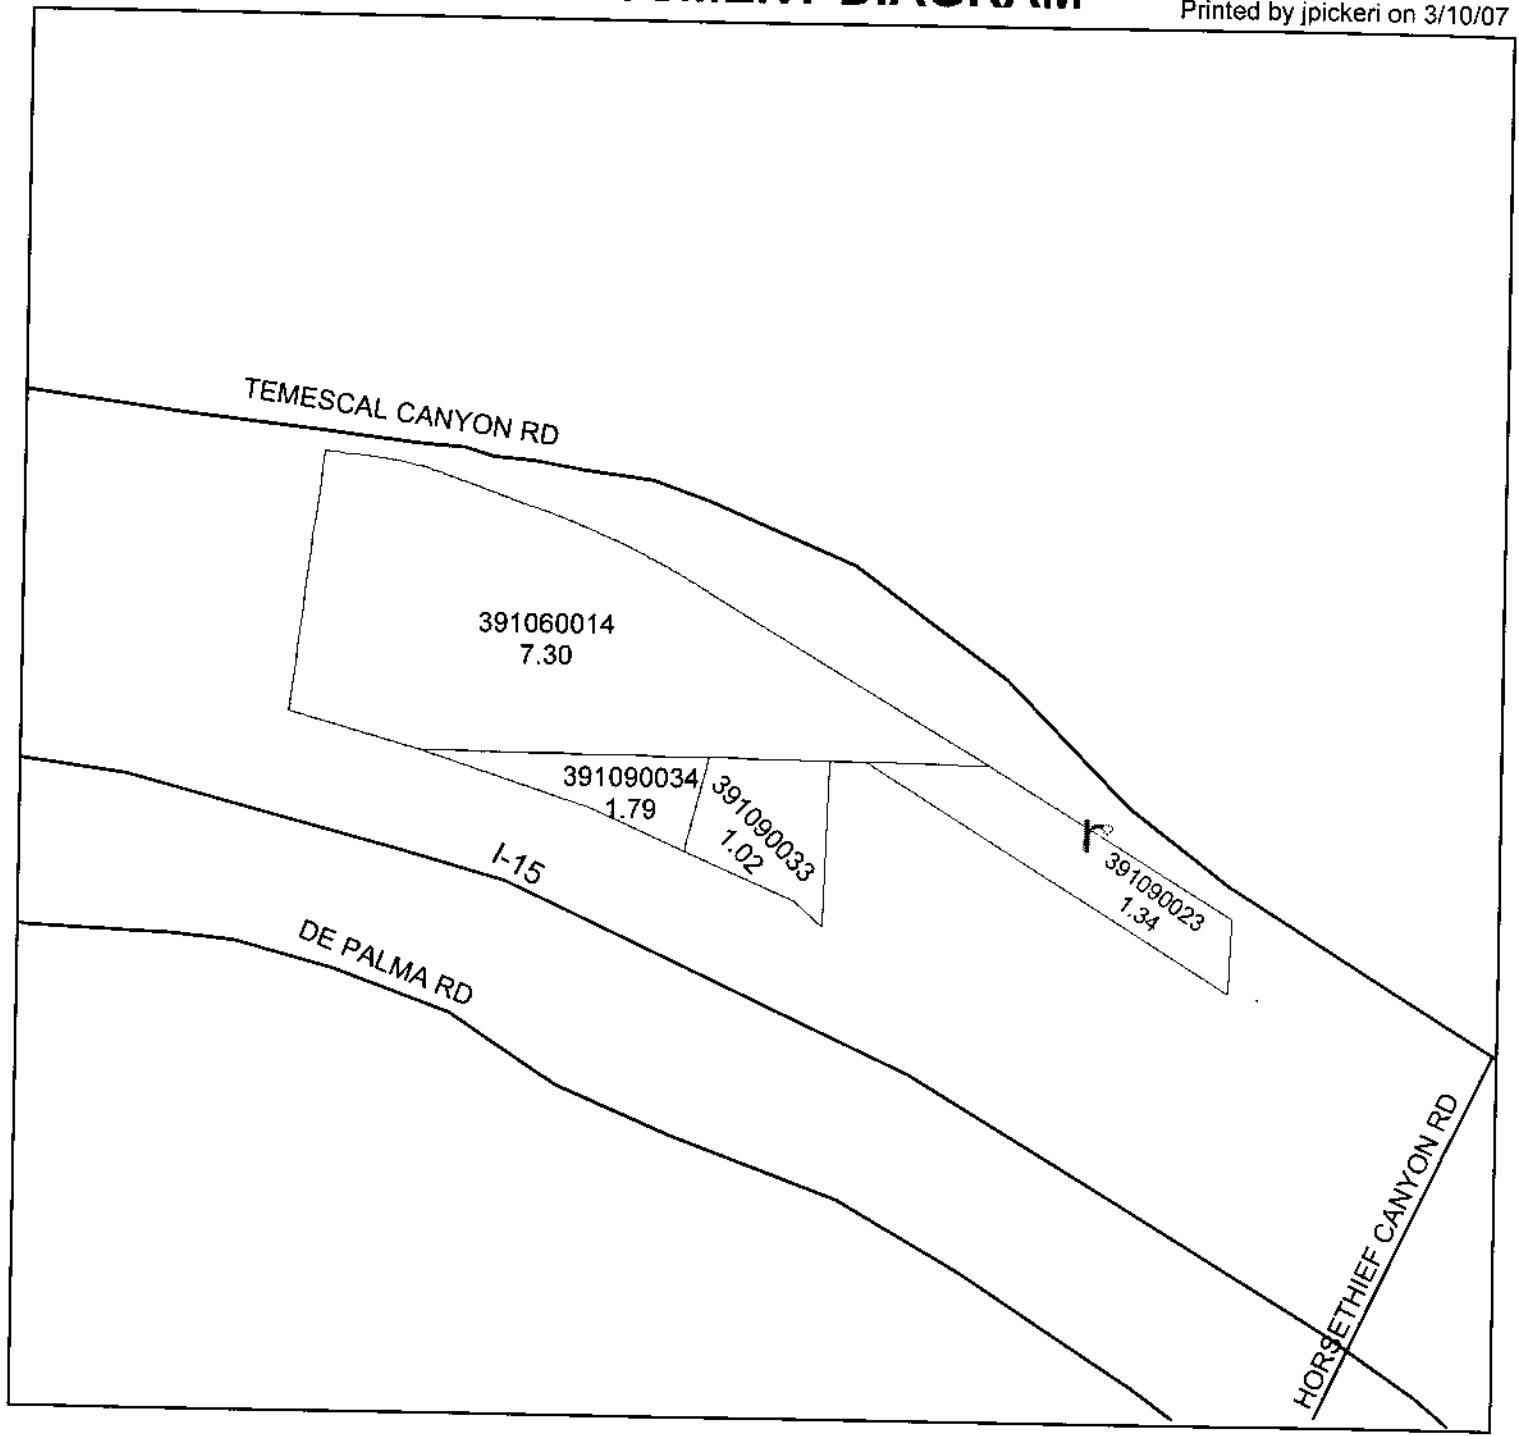 DIAGRAM
Printed by jpickeri on 3/10/07
TEMESCAL CANYON RD
391060014
7.30
391090034
1.79
391090033
1.02
391090023
1.34
I-15
DE PALMA RD
HORSETHIEF CANYON RD